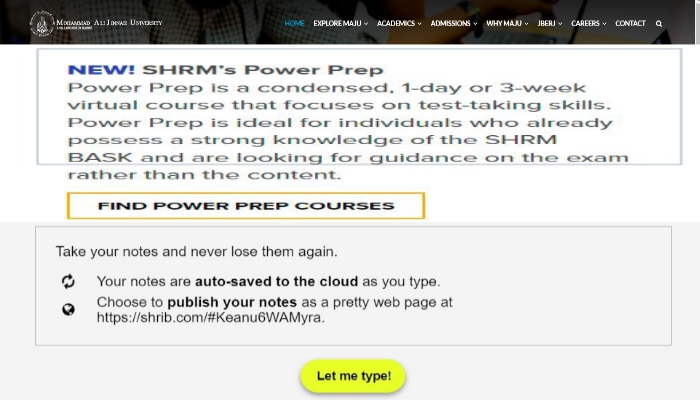 Mohammad Ali Jinnah University
HOME EXPLORE MAJU ACADEMICS ADMISSIONS WHY MAJU JBERJ CAREERS CONTACT
NEW! SHRM's Power Prep
Power Prep is a condensed, 1-day or 3-week
virtual course that focuses on test-taking skills.
Power Prep is ideal for individuals who already
possess a strong knowledge of the SHRM
BASK and are looking for guidance on the exam
rather than the content.
FIND POWER PREP COURSES
Take your notes and never lose them again.
Your notes are auto-saved to the cloud as you type.
Choose to publish your notes as a pretty web page at
https://shrib.com/#Keanu6WAMyra.
Let me type!